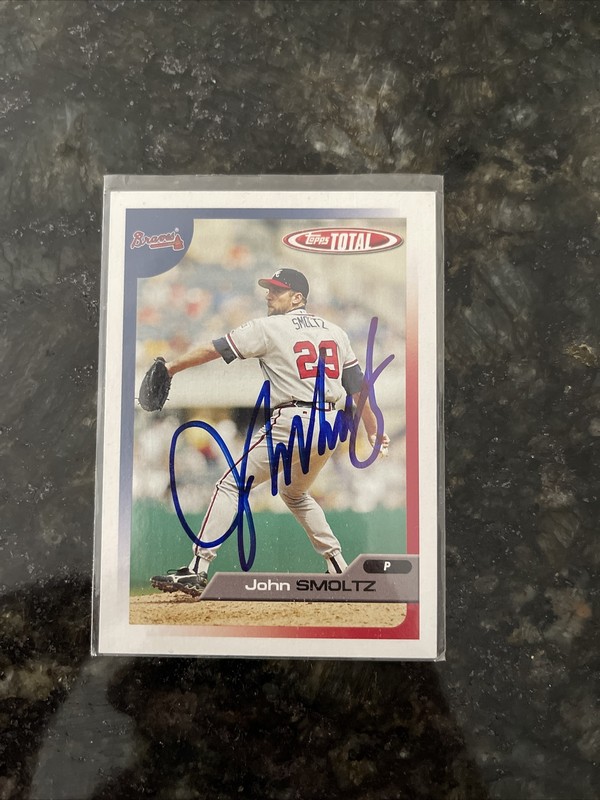 Braves
Topps TOTAL
SMOLTZ
29
P
John SMOLTZ